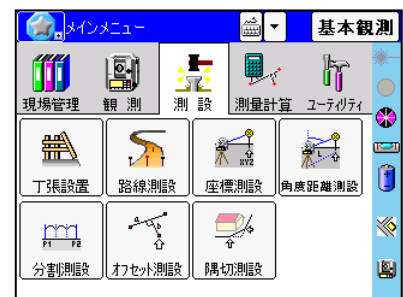 メインメニュー 基本観測
現場管理 観 測 測 設 測量計算 ユーティリティ
XYZ L
丁張設置 路線測設 座標測設 角度距離測設
P1 P2 a b
分割測設 オフセット測設 隅切測設